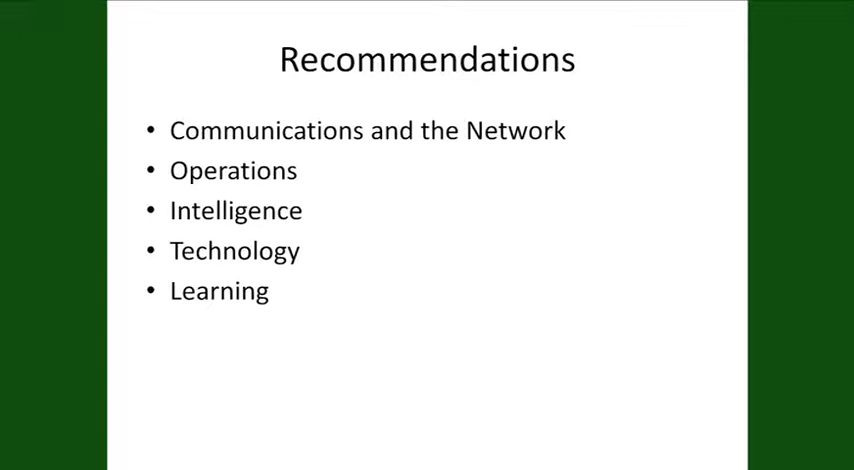 Recommendations
• Communications and the Network
• Operations
• Intelligence
• Technology
• Learning